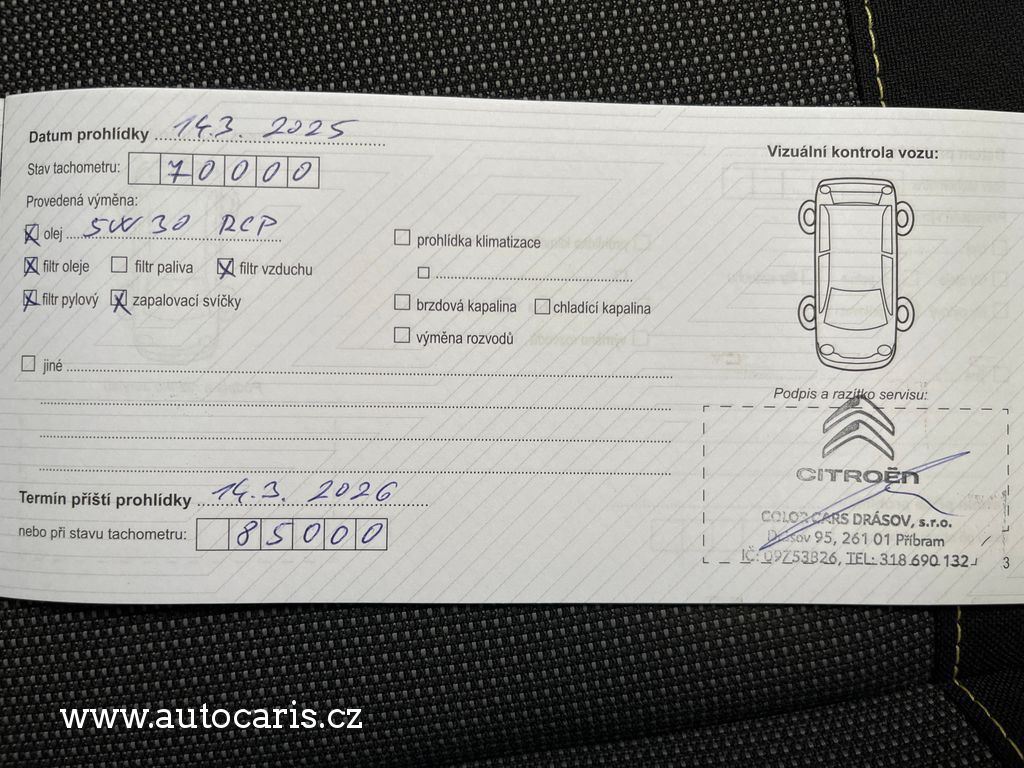 Datum prohlídky 14.3. 2025
Stav tachometru: 70000
Provedená výměna:
olej 5W30 RCP
filtr oleje filtr paliva filtr vzduchu
filtr pylový zapalovací svíčky
prohlídka klimatizace
brzdová kapalina chladící kapalina
výměna rozvodů
jiné
Termín příští prohlídky 14.3. 2026
nebo při stavu tachometru: 85000
Vizuální kontrola vozu:
Podpis a razítko servisu:
CITROËN
COLOR CARS DRÁSOV, s.r.o.
Drásov 95, 261 01 Příbram
IČ: 09253826, TEL: 318 690 132
3
www.autocaris.cz